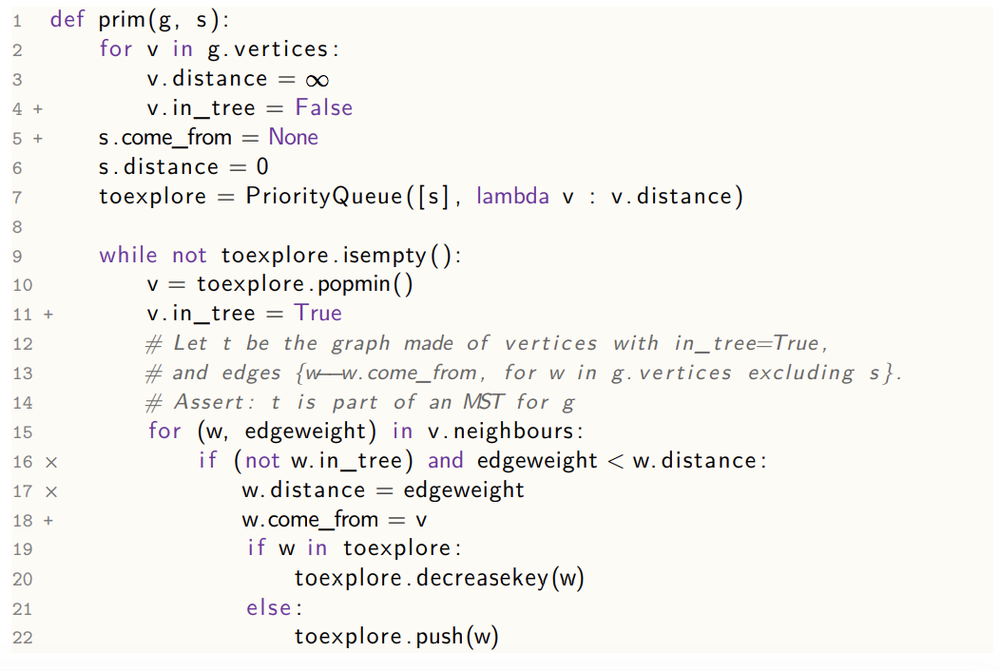 1 def prim(g, s):
2 for v in g.vertices:
3 v.distance = ∞
4 + v.in_tree = False
5 + s.come_from = None
6 s.distance = 0
7 toexplore = PriorityQueue([s], lambda v : v.distance)
8
9 while not toexplore.isempty():
10 v = toexplore.popmin()
11 + v.in_tree = True
12 # Let t be the graph made of vertices with in_tree=True,
13 # and edges {w—w.come_from, for w in g.vertices excluding s}.
14 # Assert: t is part of an MST for g
15 for (w, edgeweight) in v.neighbours:
16 × if (not w.in_tree) and edgeweight < w.distance:
17 × w.distance = edgeweight
18 + w.come_from = v
19 if w in toexplore:
20 toexplore.decreasekey(w)
21 else:
22 toexplore.push(w)